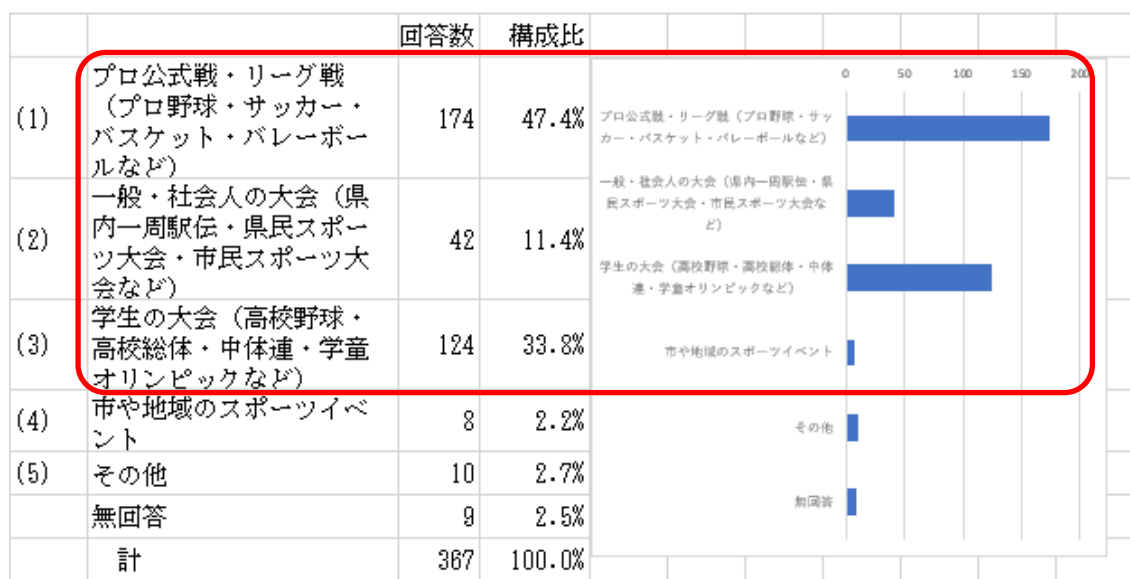 回答数 構成比
(1) プロ公式戦・リーグ戦
（プロ野球・サッカー・
バスケット・バレーボー
ルなど） 174 47.4%
(2) 一般・社会人の大会（県
内一周駅伝・県民スポー
ツ大会・市民スポーツ大
会など） 42 11.4%
(3) 学生の大会（高校野球・
高校総体・中体連・学童
オリンピックなど） 124 33.8%
(4) 市や地域のスポーツイベ
ント 8 2.2%
(5) その他 10 2.7%
無回答 9 2.5%
計 367 100.0%
0 50 100 150 200
プロ公式戦・リーグ戦（プロ野球・サッ
カー・バスケット・バレーボールなど）
一般・社会人の大会（県内一周駅伝・県
民スポーツ大会・市民スポーツ大会な
ど）
学生の大会（高校野球・高校総体・中体
連・学童オリンピックなど）
市や地域のスポーツイベント
その他
無回答